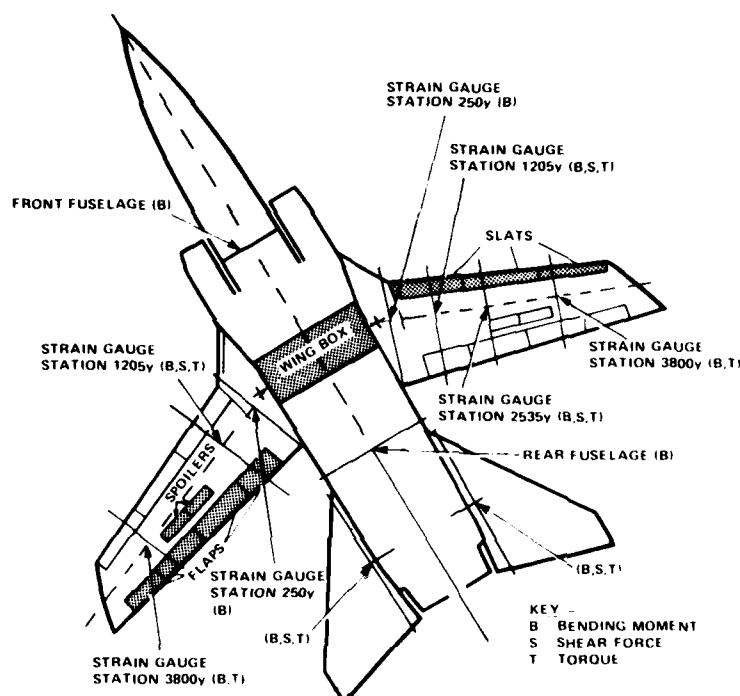 STRAIN GAUGE
STATION 250y (B)
STRAIN GAUGE
STATION 1205y (B,S,T)
FRONT FUSELAGE (B)
SLATS
WING BOX
STRAIN GAUGE
STATION 1205y (B,S,T)
STRAIN GAUGE
STATION 3800y (B,T)
STRAIN GAUGE
STATION 2535y (B,S,T)
REAR FUSELAGE (B)
SPOILERS
FLAPS
STRAIN GAUGE
STATION 250y
(B)
(B,S,T)
(B,S,T)
KEY –
B BENDING MOMENT
S SHEAR FORCE
T TORQUE
STRAIN GAUGE
STATION 3800y (B,T)